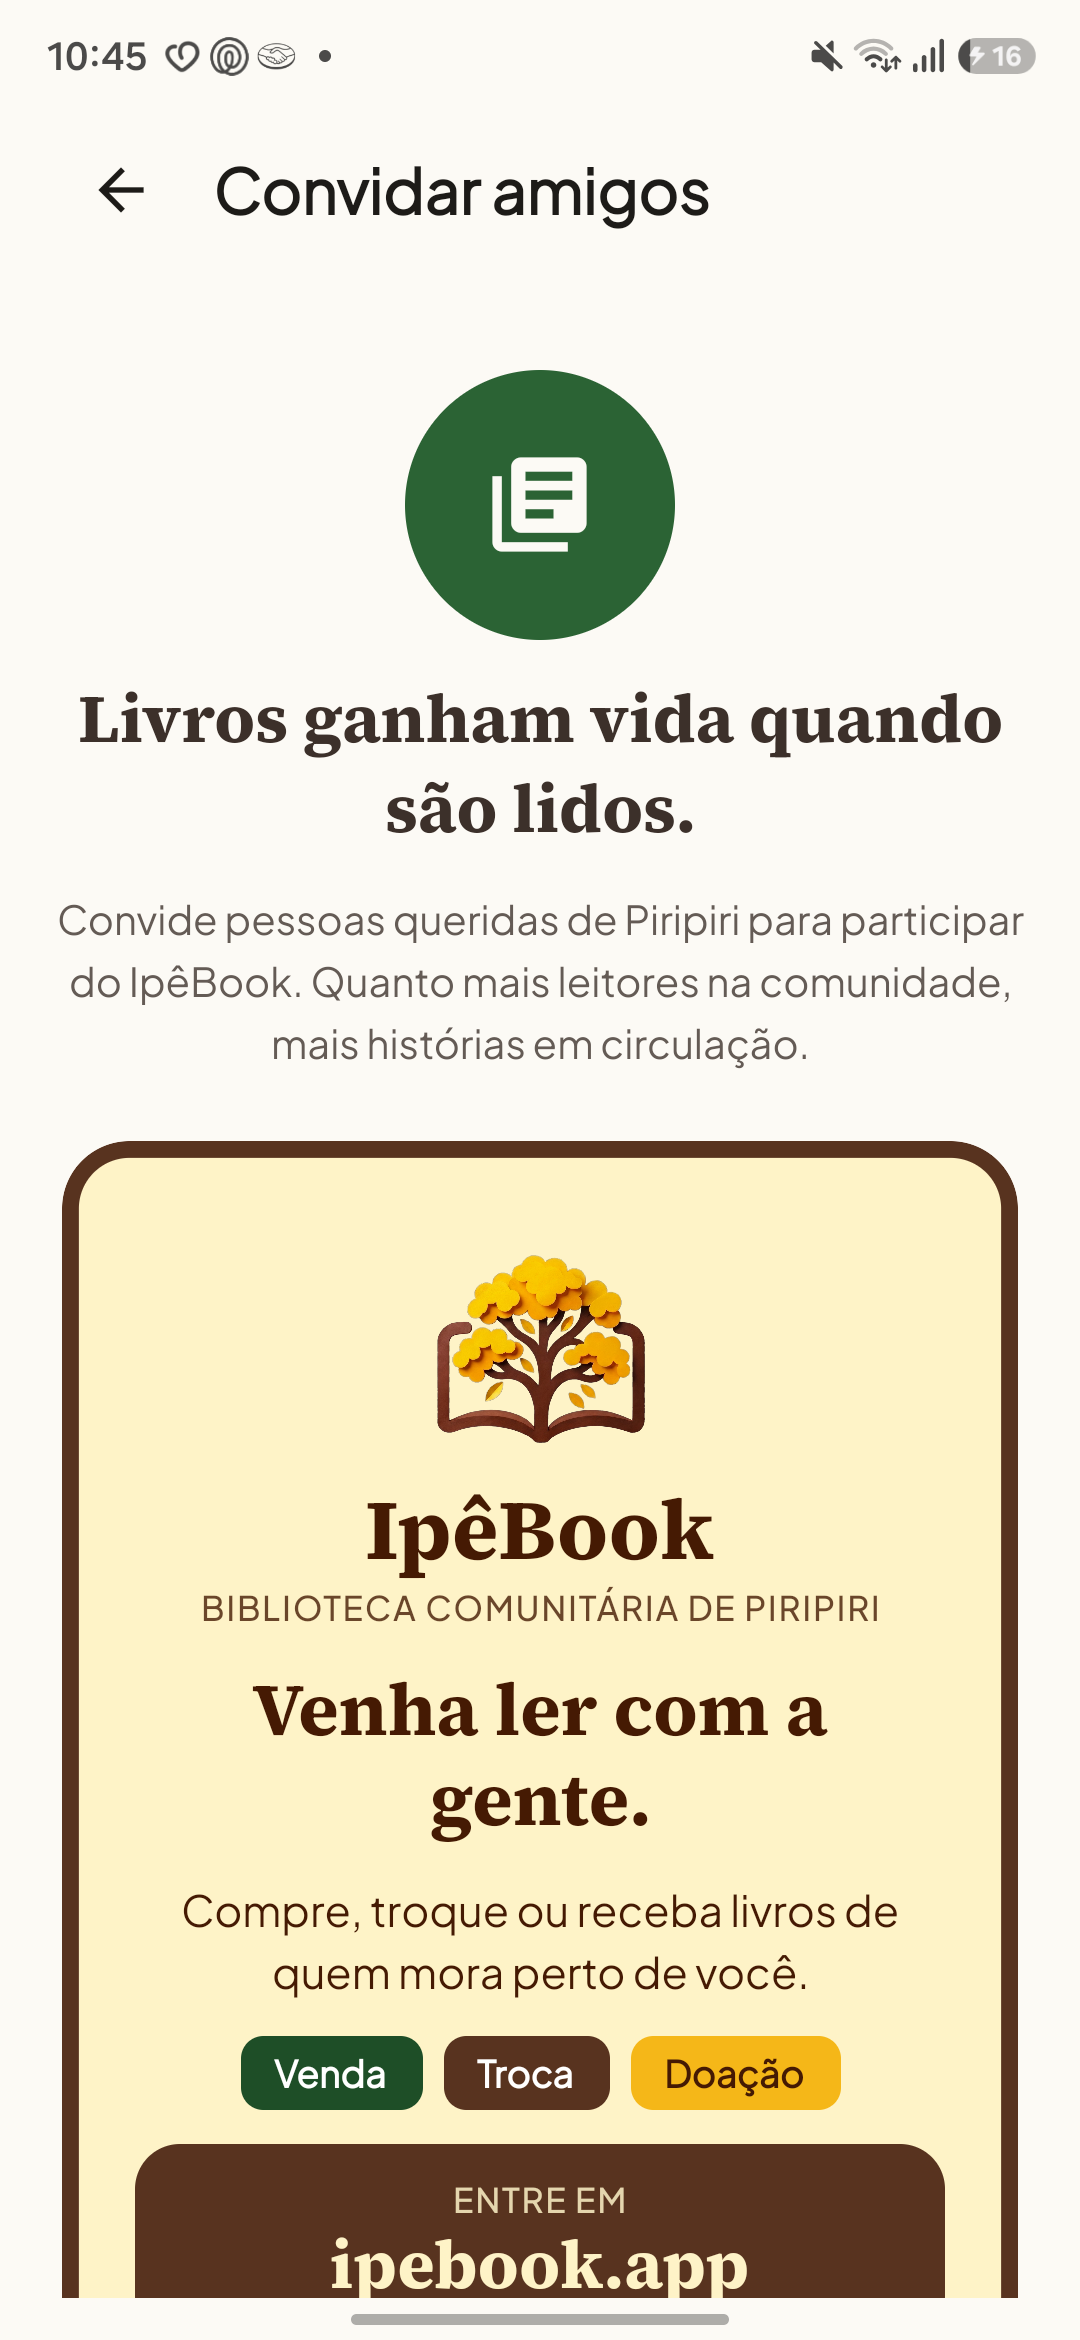 10:45
16
Convidar amigos
Livros ganham vida quando
são lidos.
Convide pessoas queridas de Piripiri para participar
do IpêBook. Quanto mais leitores na comunidade,
mais histórias em circulação.
IpêBook
BIBLIOTECA COMUNITÁRIA DE PIRIPIRI
Venha ler com a
gente.
Compre, troque ou receba livros de
quem mora perto de você.
Venda Troca Doação
ENTRE EM
ipebook.app